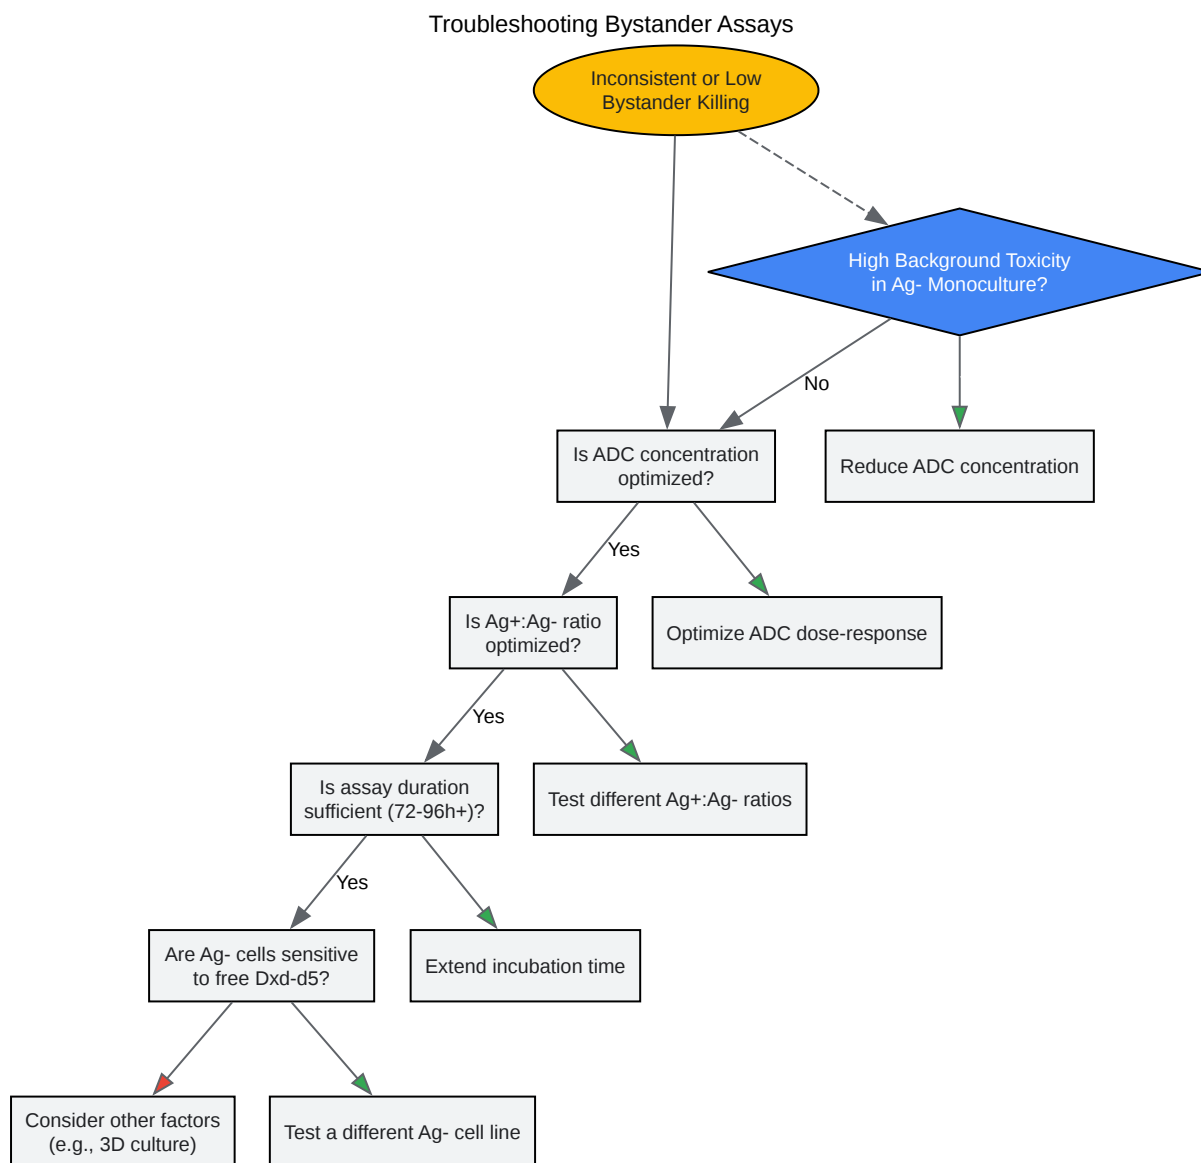 Troubleshooting Bystander Assays
Inconsistent or Low
Bystander Killing
High Background Toxicity
in Ag- Monoculture?
No
Is ADC concentration
optimized?
Reduce ADC concentration
Yes
Is Ag+:Ag- ratio
optimized?
Optimize ADC dose-response
Yes
Is assay duration
sufficient (72-96h+)?
Test different Ag+:Ag- ratios
Yes
Are Ag- cells sensitive
to free Dxd-d5?
Extend incubation time
Consider other factors
(e.g., 3D culture)
Test a different Ag- cell line